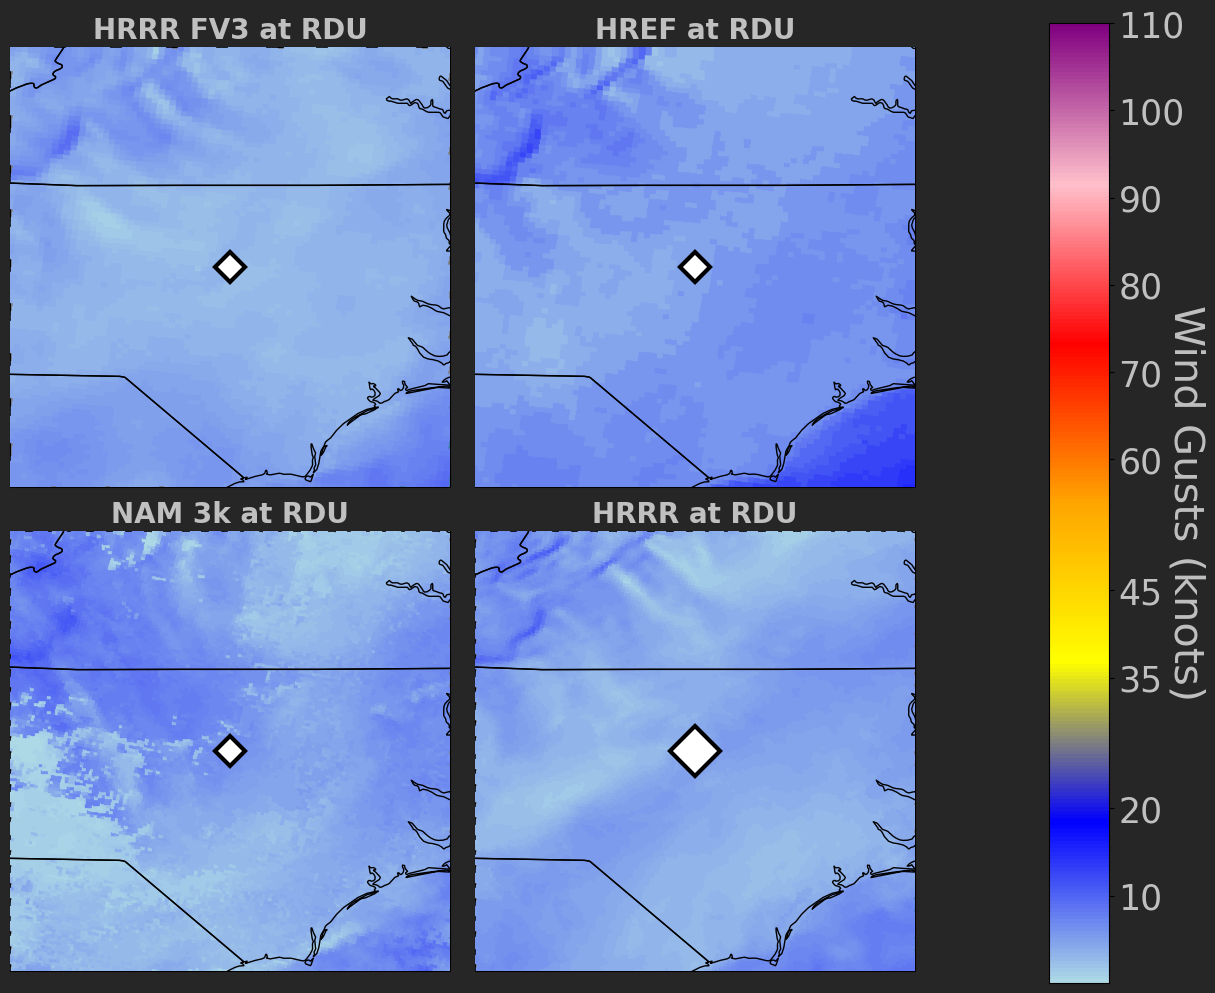 HRRR FV3 at RDU
HREF at RDU
NAM 3k at RDU
HRRR at RDU
110
100
90
80
70
60
45
35
20
10
Wind Gusts (knots)